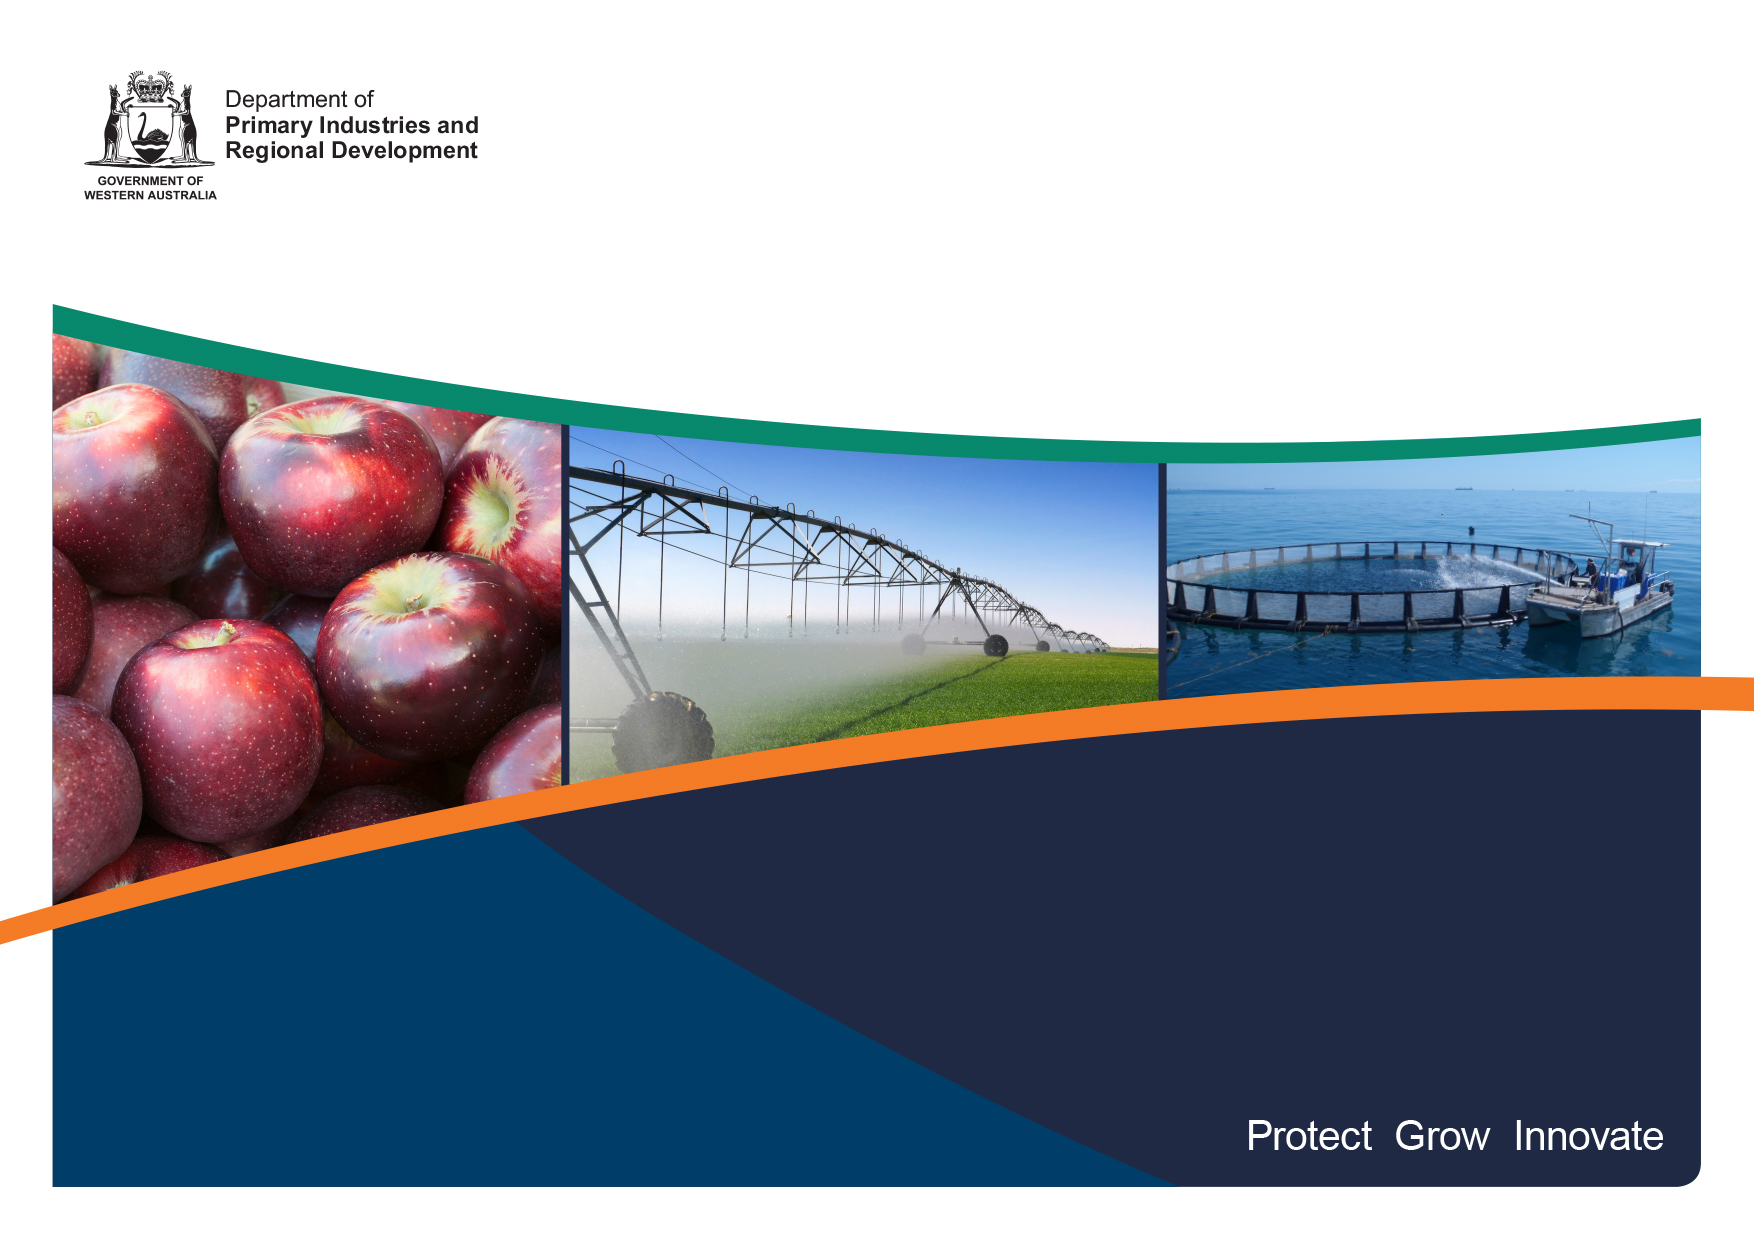 Department of
Primary Industries and
Regional Development
GOVERNMENT OF
WESTERN AUSTRALIA
Protect Grow Innovate